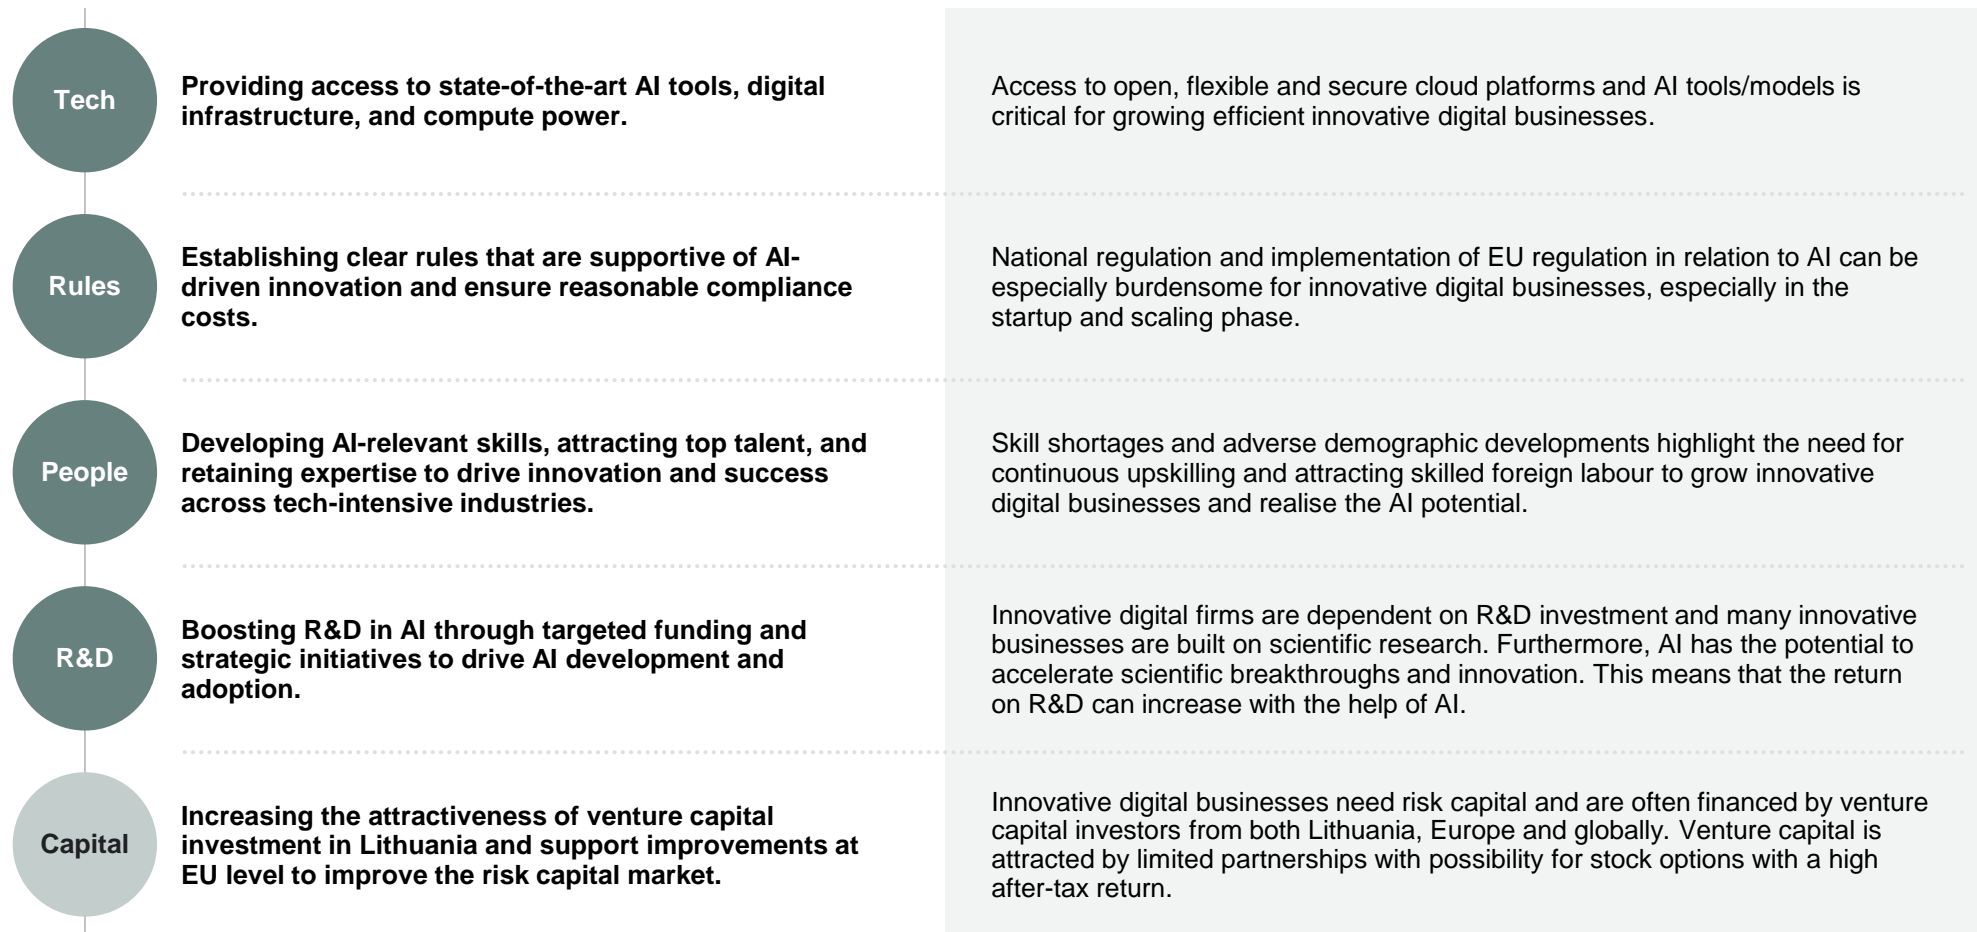 Tech
Providing access to state-of-the-art AI tools, digital
infrastructure, and compute power.
Access to open, flexible and secure cloud platforms and AI tools/models is
critical for growing efficient innovative digital businesses.
Rules
Establishing clear rules that are supportive of AI-
driven innovation and ensure reasonable compliance
costs.
National regulation and implementation of EU regulation in relation to AI can be
especially burdensome for innovative digital businesses, especially in the
startup and scaling phase.
People
Developing AI-relevant skills, attracting top talent, and
retaining expertise to drive innovation and success
across tech-intensive industries.
Skill shortages and adverse demographic developments highlight the need for
continuous upskilling and attracting skilled foreign labour to grow innovative
digital businesses and realise the AI potential.
R&D
Boosting R&D in AI through targeted funding and
strategic initiatives to drive AI development and
adoption.
Innovative digital firms are dependent on R&D investment and many innovative
businesses are built on scientific research. Furthermore, AI has the potential to
accelerate scientific breakthroughs and innovation. This means that the return
on R&D can increase with the help of AI.
Capital
Increasing the attractiveness of venture capital
investment in Lithuania and support improvements at
EU level to improve the risk capital market.
Innovative digital businesses need risk capital and are often financed by venture
capital investors from both Lithuania, Europe and globally. Venture capital is
attracted by limited partnerships with possibility for stock options with a high
after-tax return.